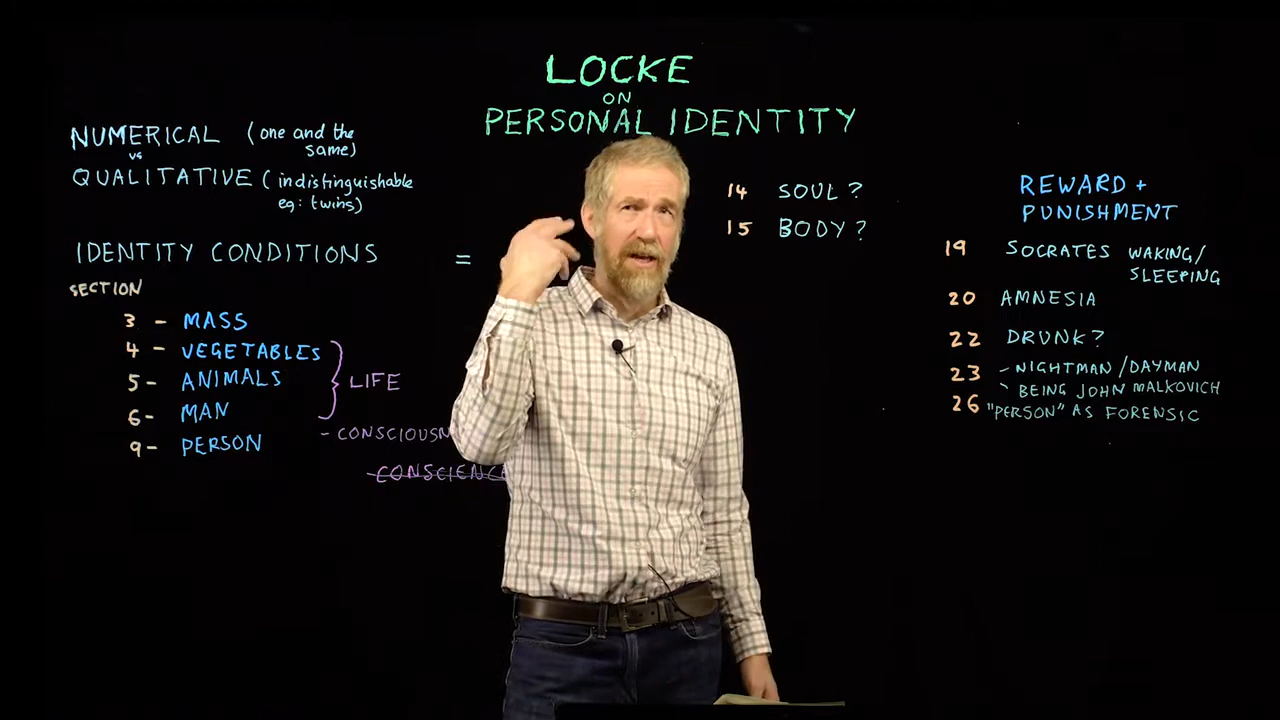 LOCKE
ON
PERSONAL IDENTITY
NUMERICAL (one and the
same)
vs
QUALITATIVE (indistinguishable
eg: twins)
IDENTITY CONDITIONS =
SECTION
3 - MASS
4 - VEGETABLES
5 - ANIMALS
6 - MAN
LIFE
9 - PERSON
- CONSCIOUSN
CONSCIENC
14 SOUL?
15 BODY?
REWARD +
PUNISHMENT
19 SOCRATES WAKING/
SLEEPING
20 AMNESIA
22 DRUNK?
23 - NIGHTMAN/DAYMAN
- BEING JOHN MALKOVICH
26 "PERSON" AS FORENSIC